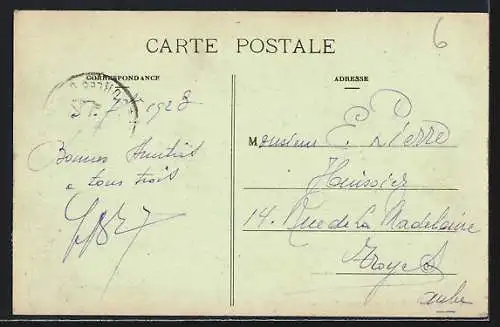 6
CARTE POSTALE
CORRESPONDANCE
ADRESSE
1928
Monsieur E. Pierre
Bonnes Amitiés
a tous trois
Huissier
14. Rue de la Madeleine
Troyes
Aube